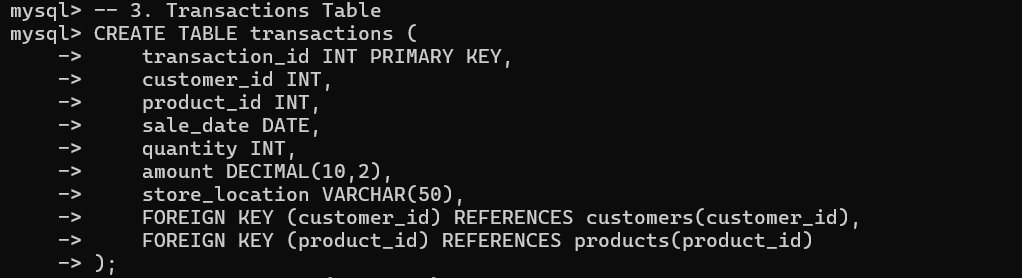 mysql> -- 3. Transactions Table
mysql> CREATE TABLE transactions (
    ->     transaction_id INT PRIMARY KEY,
    ->     customer_id INT,
    ->     product_id INT,
    ->     sale_date DATE,
    ->     quantity INT,
    ->     amount DECIMAL(10,2),
    ->     store_location VARCHAR(50),
    ->     FOREIGN KEY (customer_id) REFERENCES customers(customer_id),
    ->     FOREIGN KEY (product_id) REFERENCES products(product_id)
    -> );